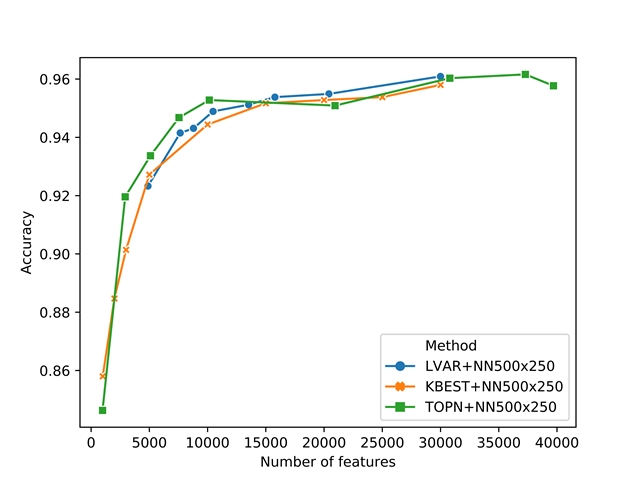 0.96
0.94
0.92
0.90
0.88
0.86
Accuracy
0 5000 10000 15000 20000 25000 30000 35000 40000
Number of features
Method
LVAR+NN500x250
KBEST+NN500x250
TOPN+NN500x250